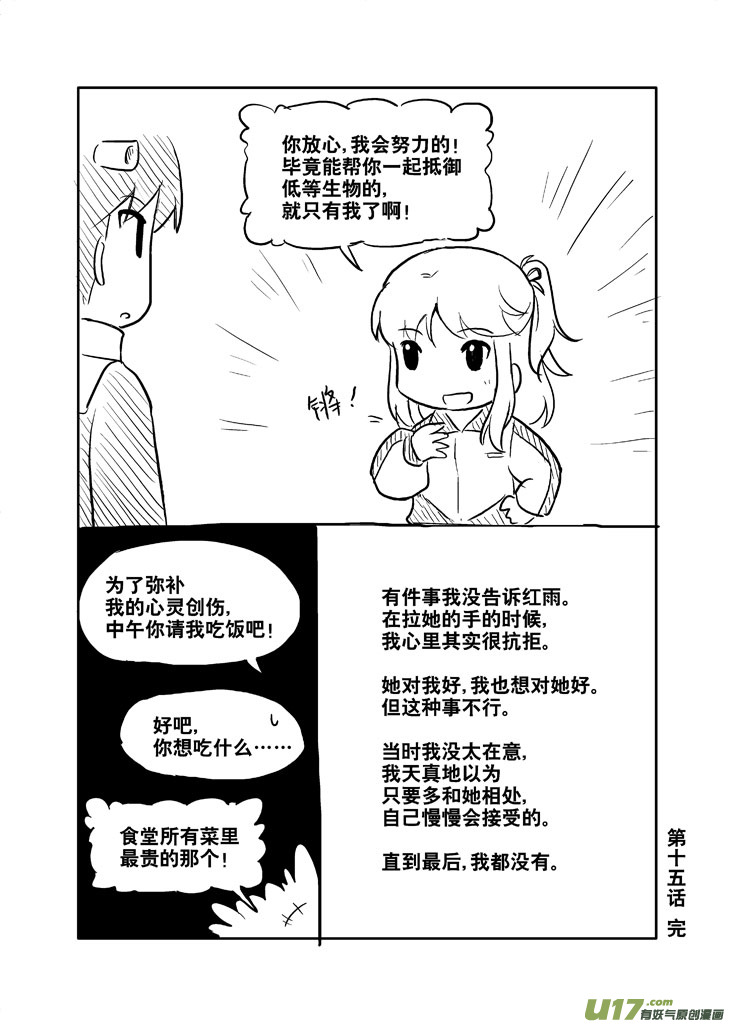 你放心，我会努力的！
毕竟能帮你一起抵御
低等生物的，
就只有我了啊！
锵！
为了弥补
我的心灵创伤，
中午你请我吃饭吧！
好吧，
你想吃什么……
食堂所有菜里
最贵的那个！
有件事我没告诉红雨。
在拉她的手的时候，
我心里其实很抗拒。
她对我好，我也想对她好。
但这种事不行。
当时我没太在意，
我天真地以为
只要多和她相处，
自己慢慢会接受的。
直到最后，我都没有。
第十五话 完
U17.com
有妖气原创漫画